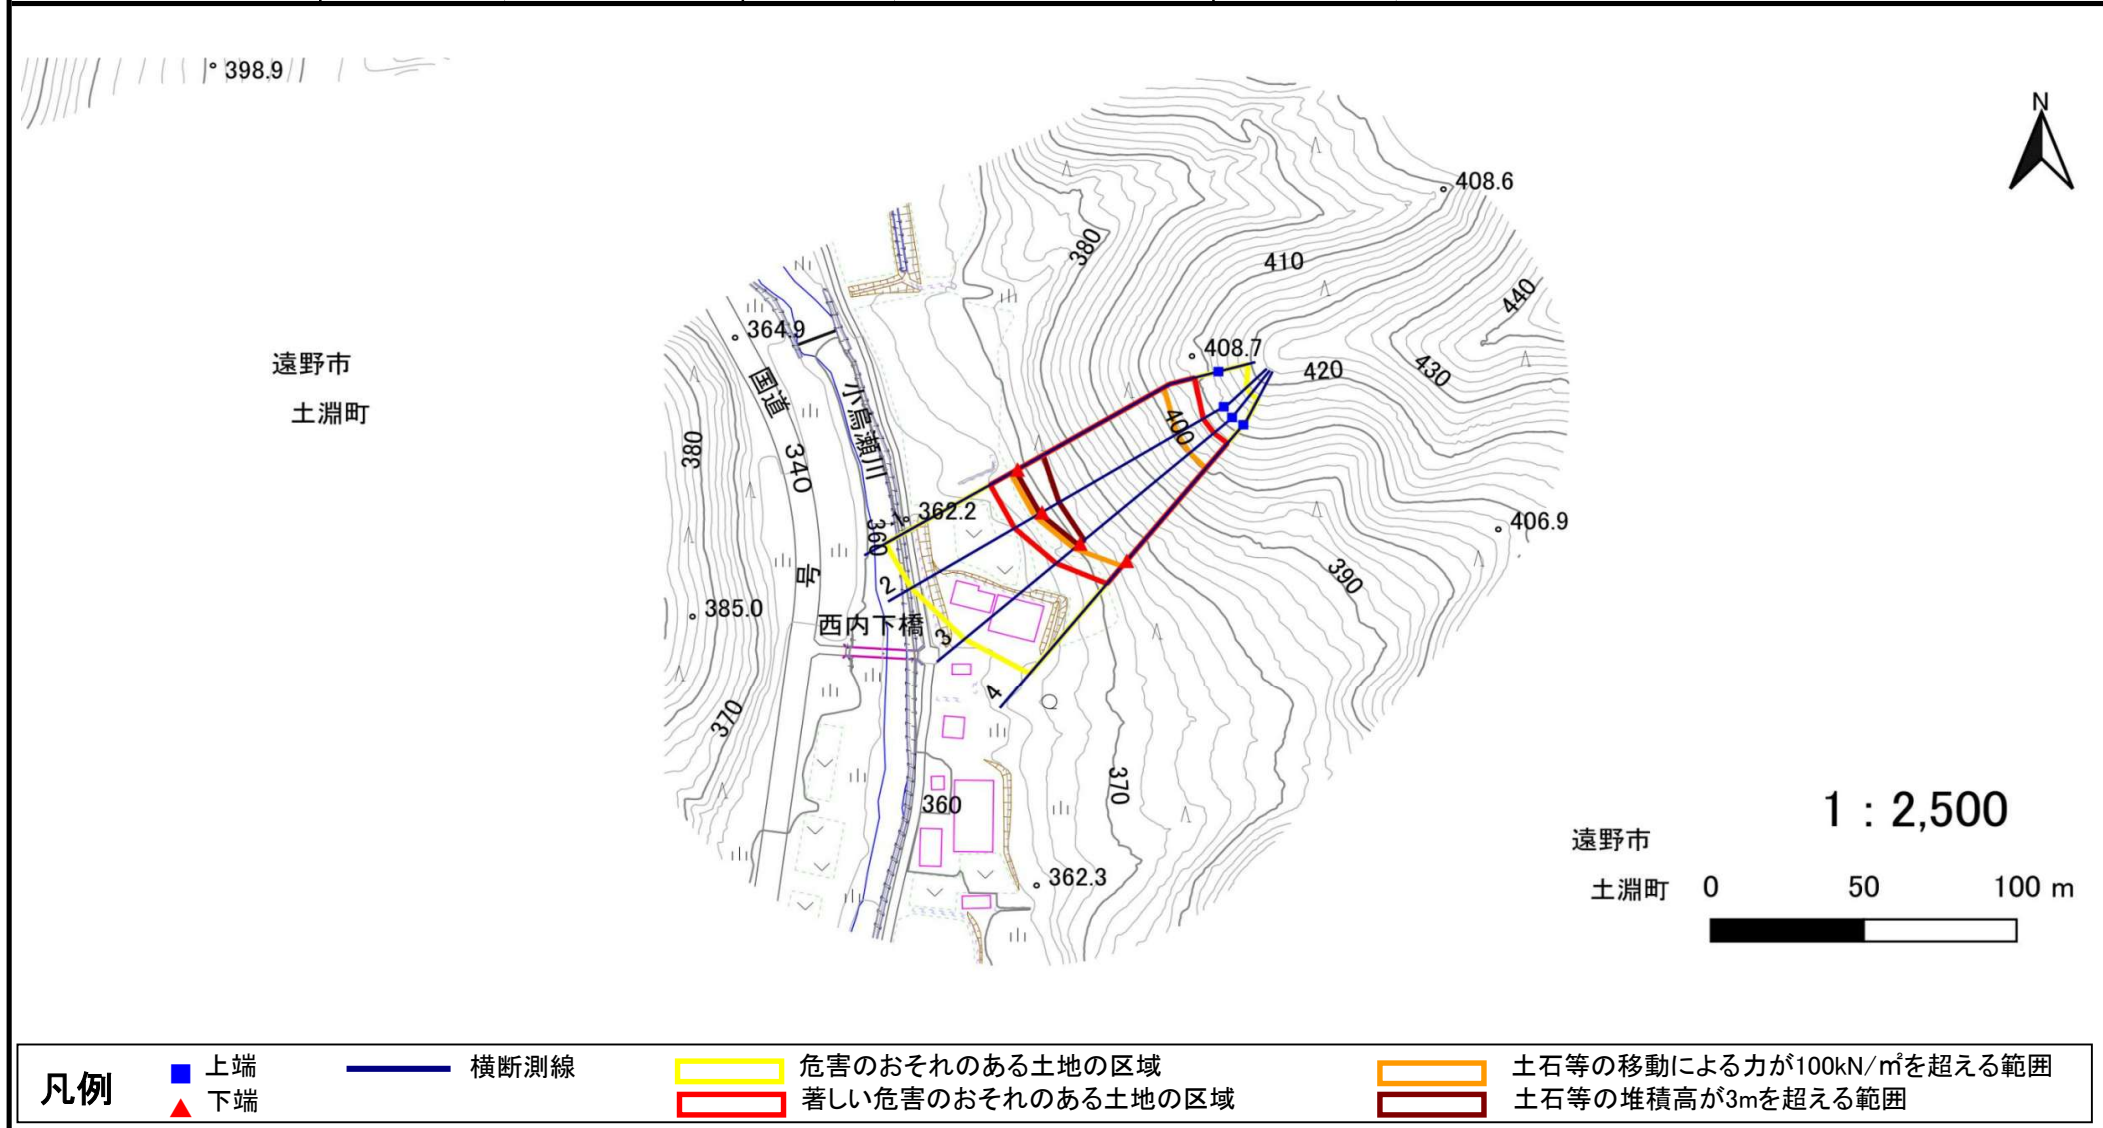 398.9
N
408.6
380
410
440
364.9
遠野市
408.7
420
430
国道
小烏瀬川
土淵町
400
380
340
362.2
360
406.9
号
390
2
385.0
西内下橋
3
4
370
370
360
1：2,500
遠野市
362.3
土淵町
0 50 100 m
凡例
上端
横断測線
危害のおそれのある土地の区域
土石等の移動による力が100kN/㎡を超える範囲
下端
著しい危害のおそれのある土地の区域
土石等の堆積高が3mを超える範囲